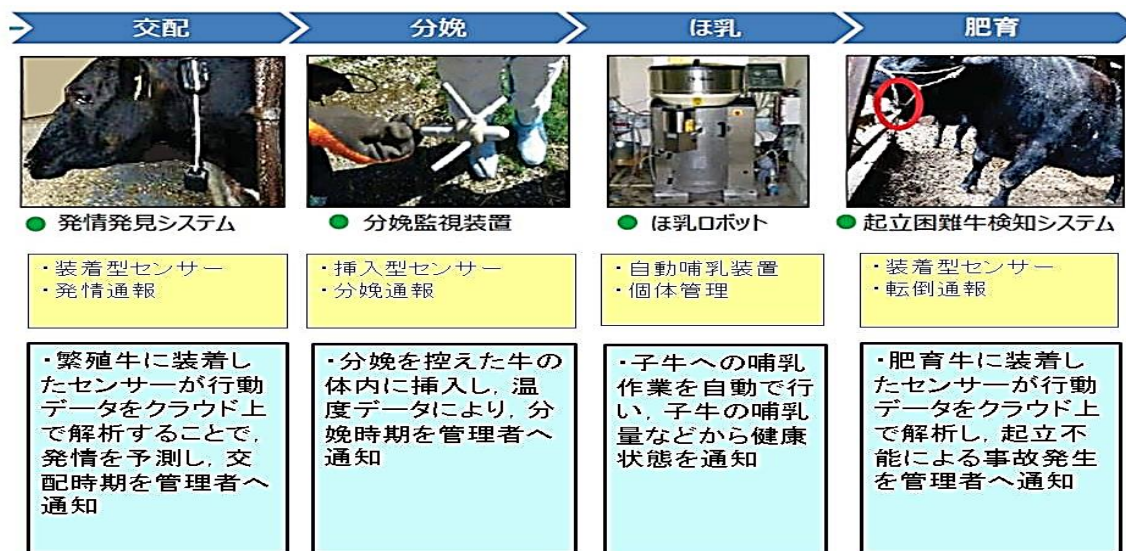 交配
分娩
ほ乳
肥育
● 発情発見システム
● 分娩監視装置
● ほ乳ロボット
● 起立困難牛検知システム
・装着型センサー
・発情通報
・挿入型センサー
・分娩通報
・自動哺乳装置
・個体管理
・装着型センサー
・転倒通報
・繁殖牛に装着し
たセンサーが行動
データをクラウド上
で解析することで,
発情を予測し, 交
配時期を管理者へ
通知
・分娩を控えた牛の
体内に挿入し, 温
度データにより, 分
娩時期を管理者へ
通知
・子牛への哺乳
作業を自動で行
い, 子牛の哺乳
量などから健康
状態を通知
・肥育牛に装着し
たセンサーが行動
データをクラウド上
で解析し, 起立不
能による事故発生
を管理者へ通知